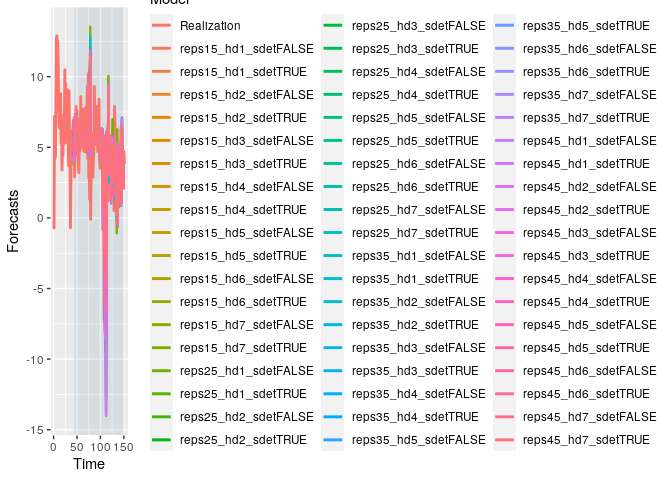 Model
Realization
reps15_hd1_sdetFALSE
reps15_hd1_sdetTRUE
reps15_hd2_sdetFALSE
reps15_hd2_sdetTRUE
reps15_hd3_sdetFALSE
reps15_hd3_sdetTRUE
reps15_hd4_sdetFALSE
reps15_hd4_sdetTRUE
reps15_hd5_sdetFALSE
reps15_hd5_sdetTRUE
reps15_hd6_sdetFALSE
reps15_hd6_sdetTRUE
reps15_hd7_sdetFALSE
reps15_hd7_sdetTRUE
reps25_hd1_sdetFALSE
reps25_hd1_sdetTRUE
reps25_hd2_sdetFALSE
reps25_hd2_sdetTRUE
reps25_hd3_sdetFALSE
reps25_hd3_sdetTRUE
reps25_hd4_sdetFALSE
reps25_hd4_sdetTRUE
reps25_hd5_sdetFALSE
reps25_hd5_sdetTRUE
reps25_hd6_sdetFALSE
reps25_hd6_sdetTRUE
reps25_hd7_sdetFALSE
reps25_hd7_sdetTRUE
reps35_hd1_sdetFALSE
reps35_hd1_sdetTRUE
reps35_hd2_sdetFALSE
reps35_hd2_sdetTRUE
reps35_hd3_sdetFALSE
reps35_hd3_sdetTRUE
reps35_hd4_sdetFALSE
reps35_hd4_sdetTRUE
reps35_hd5_sdetFALSE
reps35_hd5_sdetTRUE
reps35_hd6_sdetFALSE
reps35_hd6_sdetTRUE
reps35_hd7_sdetFALSE
reps35_hd7_sdetTRUE
reps45_hd1_sdetFALSE
reps45_hd1_sdetTRUE
reps45_hd2_sdetFALSE
reps45_hd2_sdetTRUE
reps45_hd3_sdetFALSE
reps45_hd3_sdetTRUE
reps45_hd4_sdetFALSE
reps45_hd4_sdetTRUE
reps45_hd5_sdetFALSE
reps45_hd5_sdetTRUE
reps45_hd6_sdetFALSE
reps45_hd6_sdetTRUE
reps45_hd7_sdetFALSE
reps45_hd7_sdetTRUE
Forecasts
10
5
0
-5
-10
-15
0 50 100 150
Time